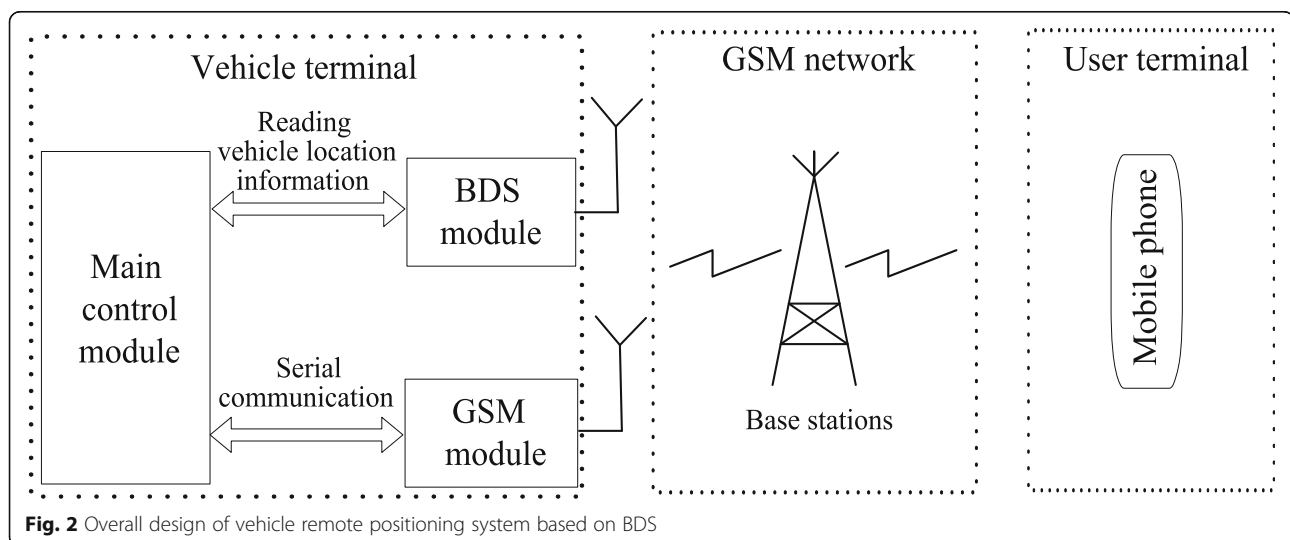 Vehicle terminal
Main
control
module
Reading
vehicle location
information
BDS
module
Serial
communication
GSM
module
GSM network
Base stations
User terminal
Mobile phone
Fig. 2 Overall design of vehicle remote positioning system based on BDS